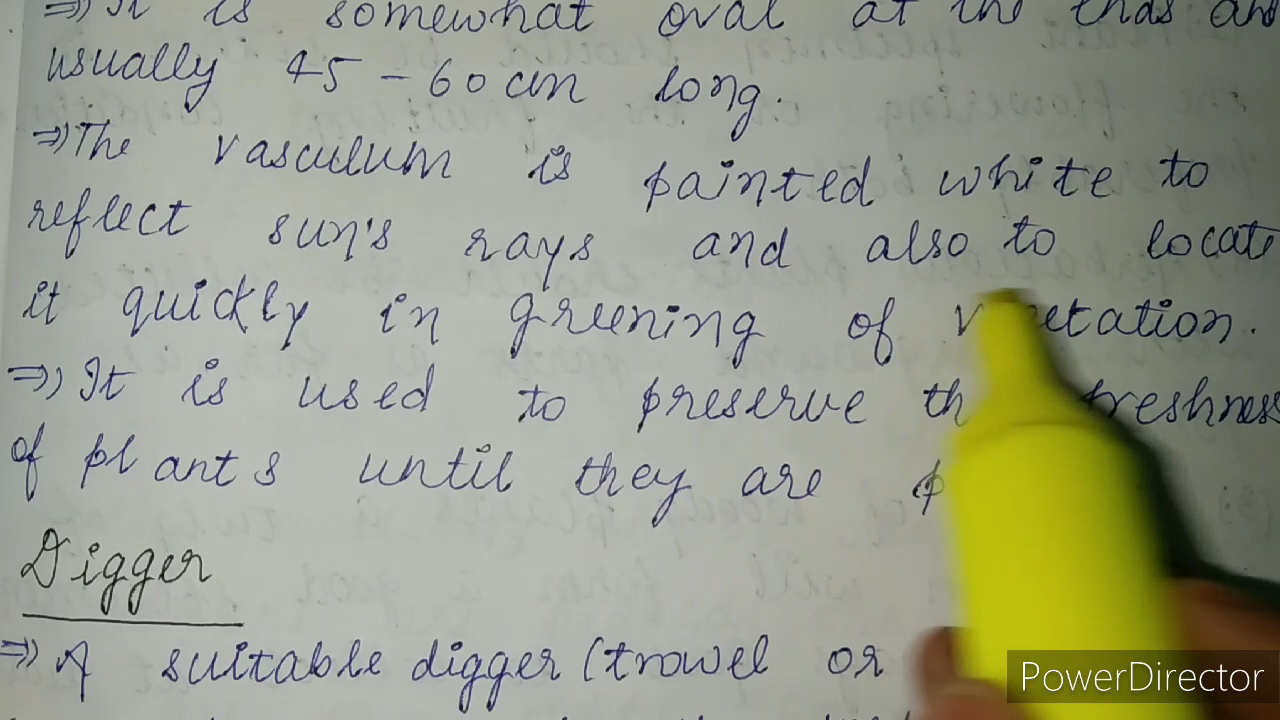 ⇒) It is somewhat oval at the ends and
usually 45 - 60 cm long.
⇒) The vasculum is painted white to
reflect sun's rays and also to locate
it quickly in greening of
⇒) It is used to preserve freshness
of plants until they are
Digger
⇒) A suitable digger (trowel or
PowerDirector